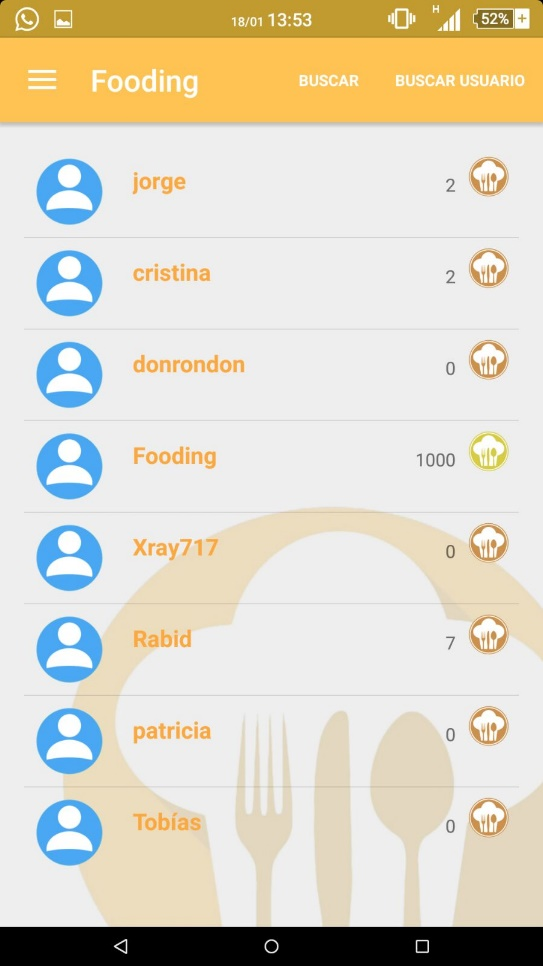 18/01 13:53 H 52%
Fooding BUSCAR BUSCAR USUARIO
jorge 2
cristina 2
donrondon 0
Fooding 1000
Xray717 0
Rabid 7
patricia 0
Tobías 0